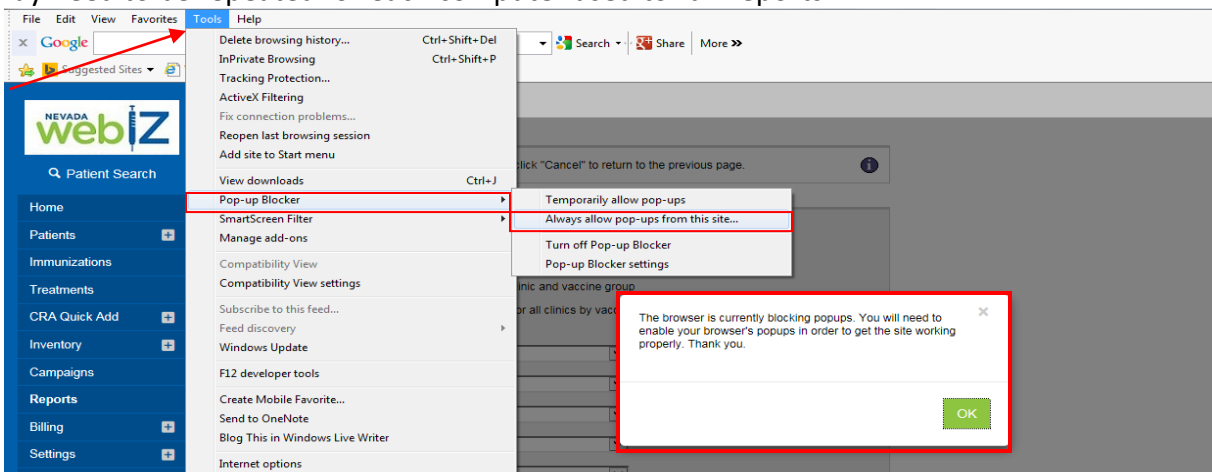 File Edit View Favorites Tools Help
x Google Search Share More »
Suggested Sites
Delete browsing history... Ctrl+Shift+Del
InPrivate Browsing Ctrl+Shift+P
Tracking Protection...
ActiveX Filtering
Fix connection problems...
Reopen last browsing session
Add site to Start menu
View downloads Ctrl+J
Pop-up Blocker
SmartScreen Filter
Manage add-ons
Compatibility View
Compatibility View settings
Subscribe to this feed...
Feed discovery
Windows Update
F12 developer tools
Create Mobile Favorite...
Send to OneNote
Blog This in Windows Live Writer
Internet options
Temporarily allow pop-ups
Always allow pop-ups from this site...
Turn off Pop-up Blocker
Pop-up Blocker settings
NEVADA
webIZ
Patient Search
Home
Patients
Immunizations
Treatments
CRA Quick Add
Inventory
Campaigns
Reports
Billing
Settings
click "Cancel" to return to the previous page.
and vaccine group
or all clinics by
The browser is currently blocking popups. You will need to
enable your browser's popups in order to get the site working
properly. Thank you.
OK